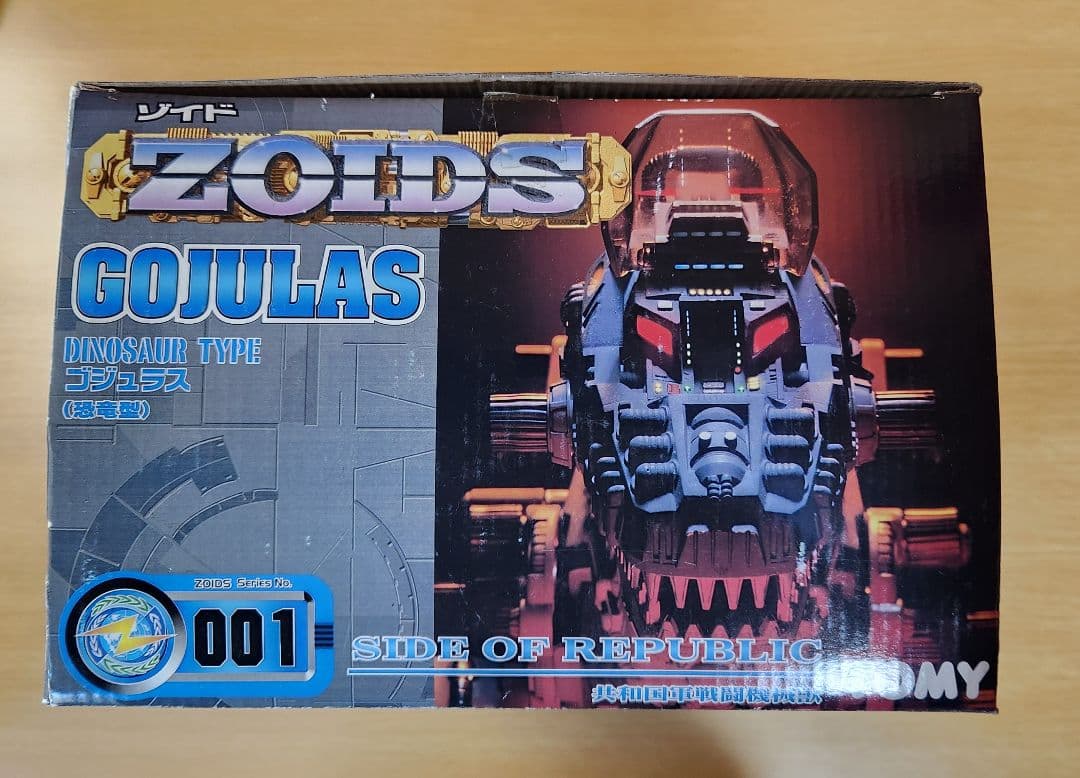 ゾイド
ZOIDS
GOJULAS
DINOSAUR TYPE
ゴジュラス
(恐竜型)
ZOIDS Series No.
001
SIDE OF REPUBLIC
共和国軍戦闘機械獣
TOMY